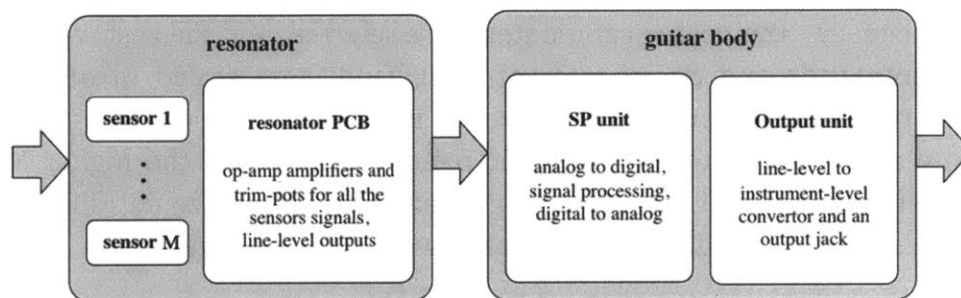 resonator
sensor 1
sensor M
resonator PCB
op-amp amplifiers and
trim-pots for all the
sensors signals,
line-level outputs
guitar body
SP unit
analog to digital,
signal processing,
digital to analog
Output unit
line-level to
instrument-level
convertor and an
output jack